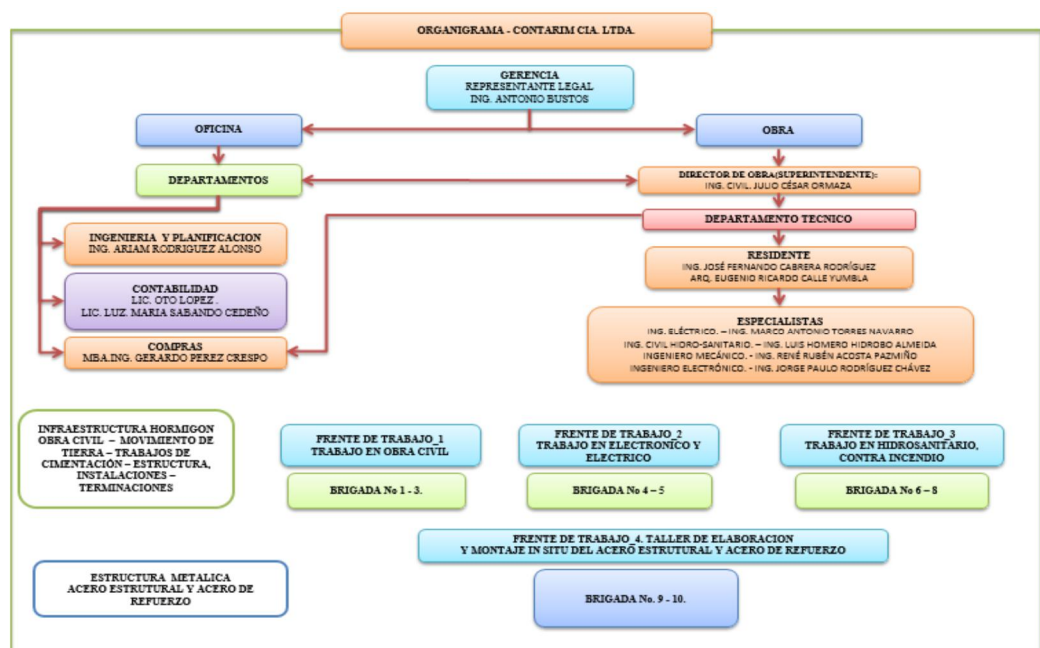 ORGANIGRAMA - CONTARIM CIA. LTDA.
GERENCIA
REPRESENTANTE LEGAL
ING. ANTONIO BUSTOS
OFICINA
OBRA
DEPARTAMENTOS
DIRECTOR DE OBRA(SUPERINTENDENTE):
ING. CIVIL. JULIO CÉSAR ORMAZA
DEPARTAMENTO TECNICO
INGENIERIA Y PLANIFICACION
ING. ARIAM RODRIGUEZ ALONSO
RESIDENTE
ING. JOSÉ FERNANDO CABRERA RODRÍGUEZ
ARQ. EUGENIO RICARDO CALLE YUMBLA
CONTABILIDAD
LIC. OTO LOPEZ .
LIC. LUZ. MARIA SABANDO CEDEÑO
COMPRAS
MBA.ING. GERARDO PEREZ CRESPO
ESPECIALISTAS
ING. ELÉCTRICO. – ING. MARCO ANTONIO TORRES NAVARRO
ING. CIVIL HIDRO-SANITARIO. – ING. LUIS HOMERO HIDROBO ALMEIDA
INGENIERO MECÁNICO. - ING. RENÉ RUBÉN ACOSTA PAZMIÑO
INGENIERO ELECTRÓNICO. - ING. JORGE PAULO RODRÍGUEZ CHÁVEZ
INFRAESTRUCTURA HORMIGON
OBRA CIVIL – MOVIMIENTO DE
TIERRA – TRABAJOS DE
CIMENTACIÓN – ESTRUCTURA,
INSTALACIONES –
TERMINACIONES
FRENTE DE TRABAJO_1
TRABAJO EN OBRA CIVIL
BRIGADA No 1 - 3.
FRENTE DE TRABAJO_2
TRABAJO EN ELECTRONICO Y
ELECTRICO
BRIGADA No 4 – 5
FRENTE DE TRABAJO_3
TRABAJO EN HIDROSANITARIO,
CONTRA INCENDIO
BRIGADA No 6 – 8
FRENTE DE TRABAJO_4. TALLER DE ELABORACION
Y MONTAJE IN SITU DEL ACERO ESTRUTURAL Y ACERO DE REFUERZO
ESTRUCTURA METALICA
ACERO ESTRUTURAL Y ACERO DE
REFUERZO
BRIGADA No. 9 - 10.